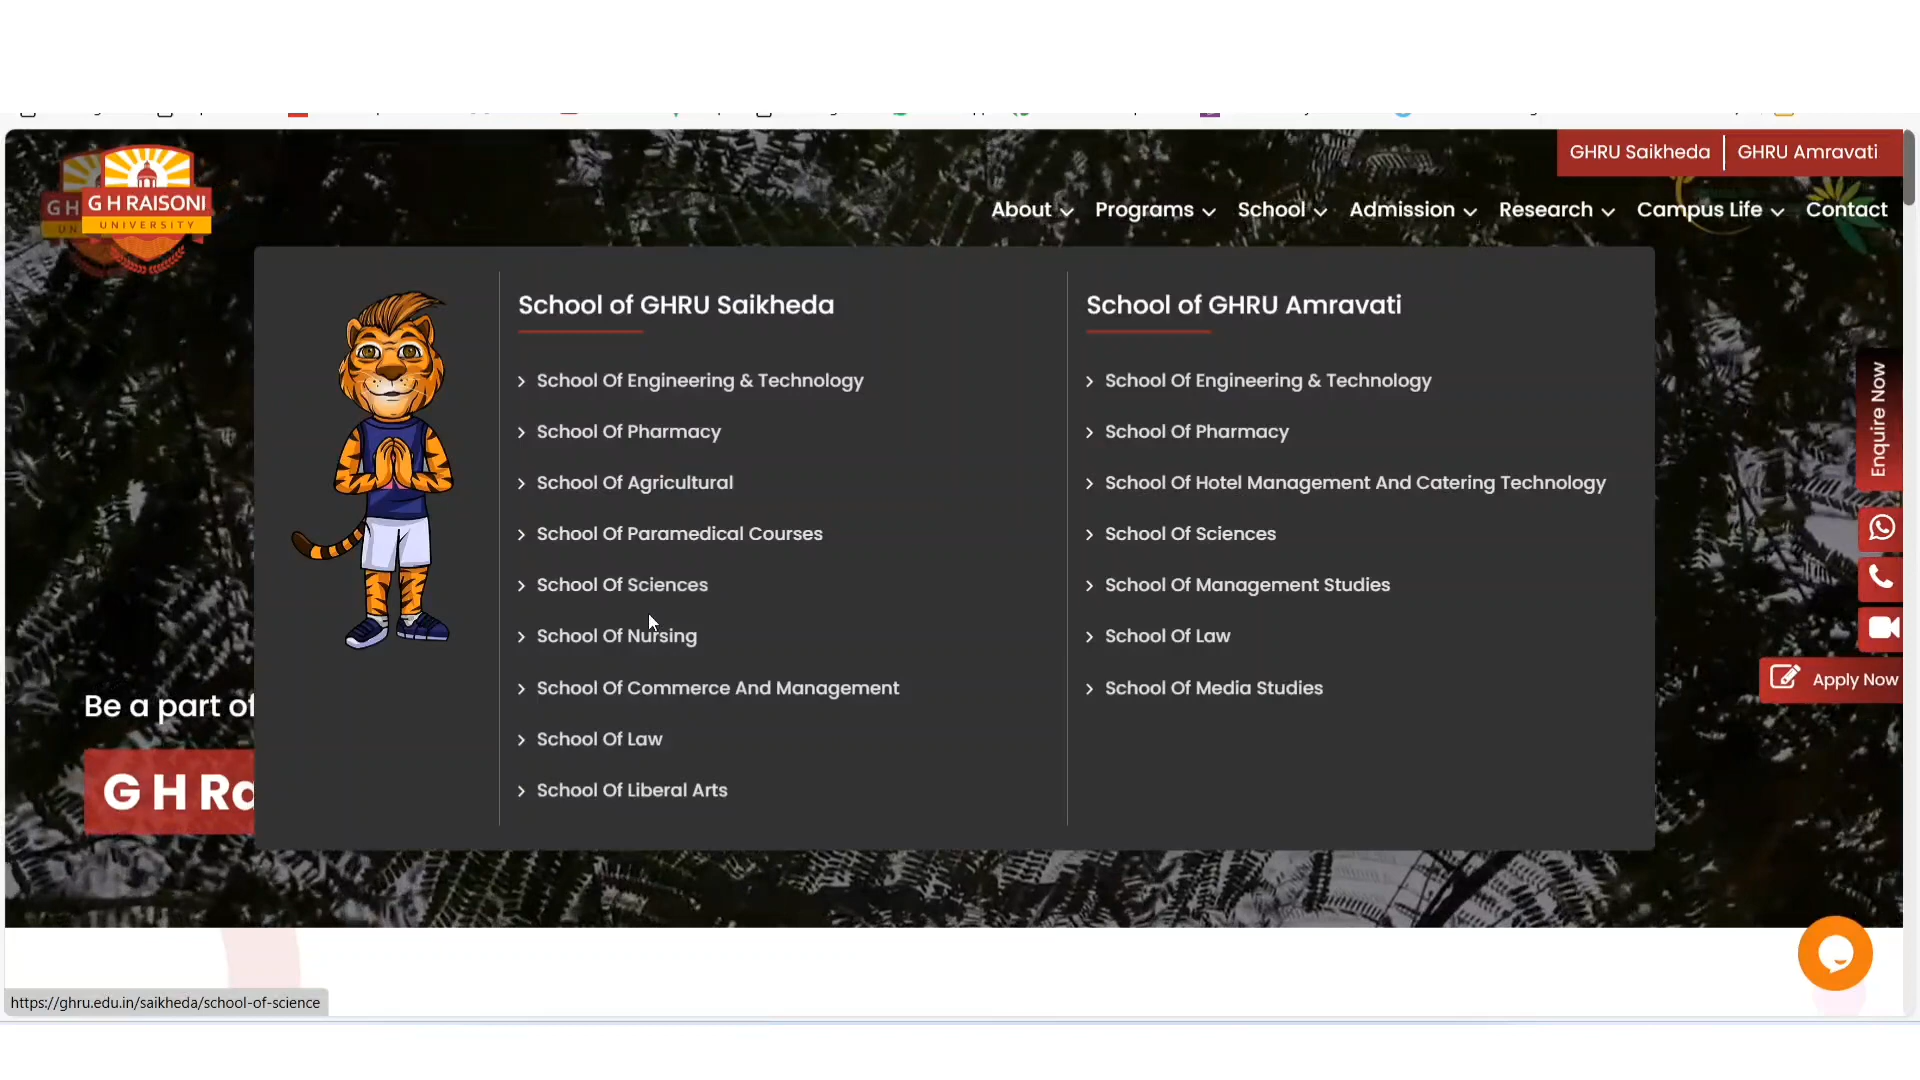 GHRU Saikheda
GHRU Amravati
G H
UN
G H RAISONI
UNIVERSITY
About
Programs
School
Admission
Research
Campus Life
Contact
School of GHRU Saikheda
School Of Engineering & Technology
School Of Pharmacy
School Of Agricultural
School Of Paramedical Courses
School Of Sciences
School Of Nursing
School Of Commerce And Management
School Of Law
School Of Liberal Arts
School of GHRU Amravati
School Of Engineering & Technology
School Of Pharmacy
School Of Hotel Management And Catering Technology
School Of Sciences
School Of Management Studies
School Of Law
School Of Media Studies
Enquire Now
Apply Now
Be a part of
G H Ra
https://ghru.edu.in/saikheda/school-of-science